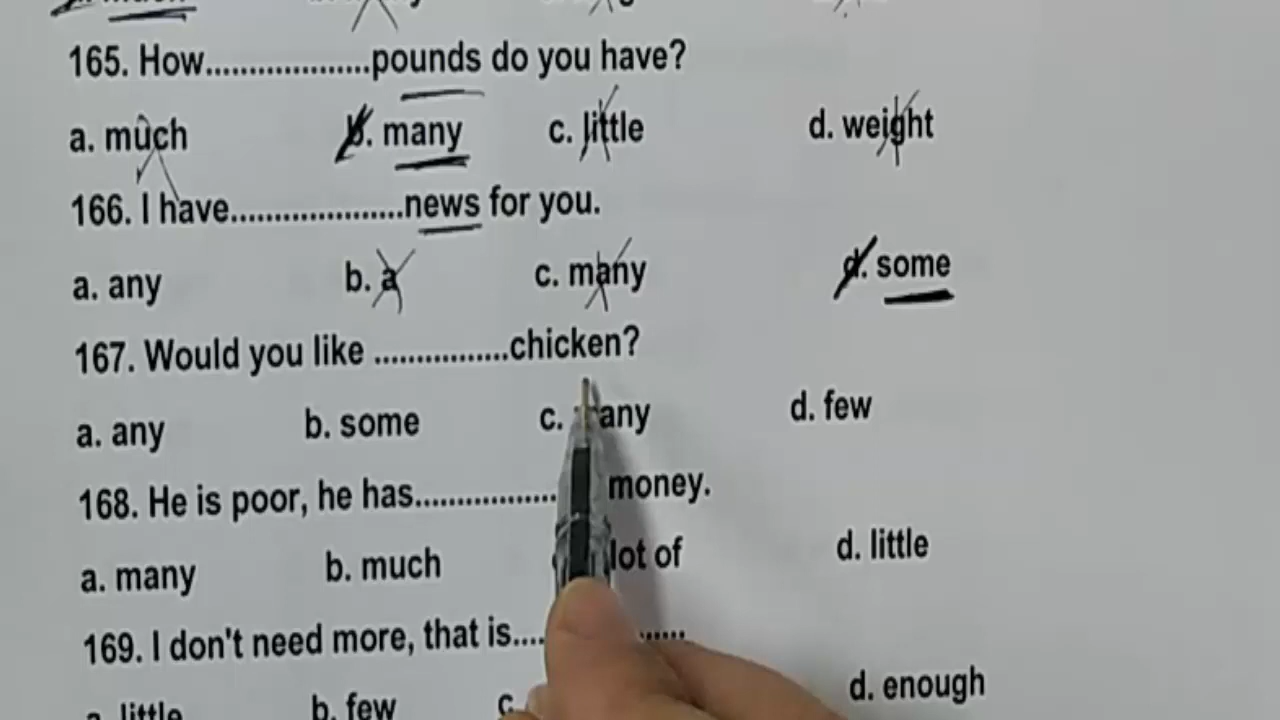 165. How...................pounds do you have?
a. much b. many c. little d. weight
166. I have....................news for you.
a. any b. a c. many d. some
167. Would you like ................chicken?
a. any b. some c. any d. few
168. He is poor, he has................ money.
a. many b. much lot of d. little
169. I don't need more, that is.... .....
a. little b. few c. d. enough